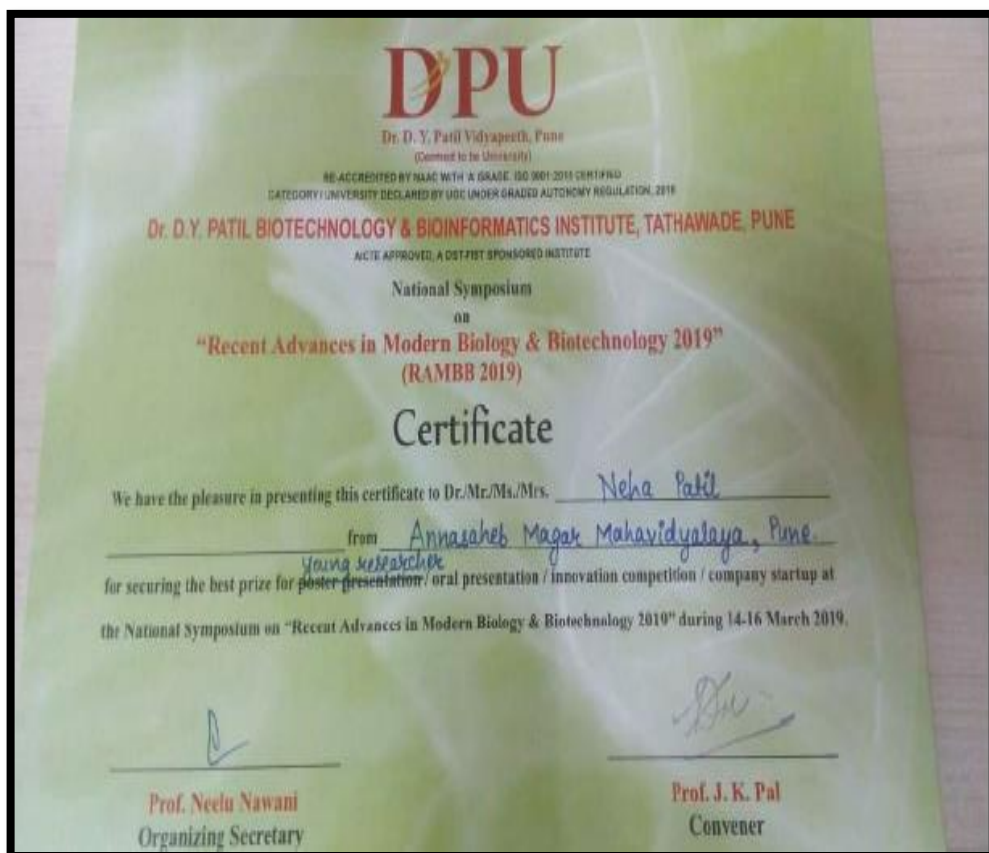 DPU
Dr. D. Y. Patil Vidyapeeth, Pune
(Deemed to be University)
RE-ACCREDITED BY NAAC WITH 'A' GRADE, ISO 9001:2015 CERTIFIED
CATEGORY I UNIVERSITY DECLARED BY UGC UNDER GRADED AUTONOMY REGULATION, 2018
Dr. D.Y. PATIL BIOTECHNOLOGY & BIOINFORMATICS INSTITUTE, TATHAWADE, PUNE
AICTE APPROVED, A DST-FIST SPONSORED INSTITUTE
National Symposium
on
“Recent Advances in Modern Biology & Biotechnology 2019”
(RAMBB 2019)
Certificate
We have the pleasure in presenting this certificate to Dr./Mr./Ms./Mrs. Neha Patil
from Annasaheb Magar Mahavidyalaya, Pune.
Young researcher
for securing the best prize for poster presentation / oral presentation / innovation competition / company startup at
the National Symposium on “Recent Advances in Modern Biology & Biotechnology 2019” during 14-16 March 2019.
Prof. Neelu Nawani
Organizing Secretary
Prof. J. K. Pal
Convener